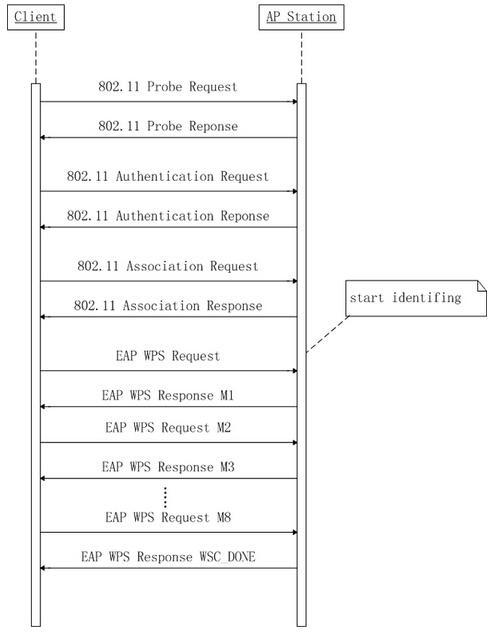 Client
AP Station
802.11 Probe Request
802.11 Probe Reponse
802.11 Authentication Request
802.11 Authentication Reponse
802.11 Association Request
802.11 Association Response
start identifing
EAP WPS Request
EAP WPS Response M1
EAP WPS Request M2
EAP WPS Response M3
EAP WPS Request M8
EAP WPS Response WSC_DONE